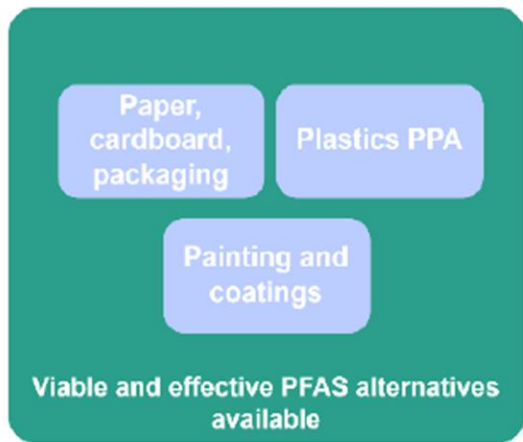 Paper,
cardboard,
packaging
Plastics PPA
Painting and
coatings
Viable and effective PFAS alternatives
available